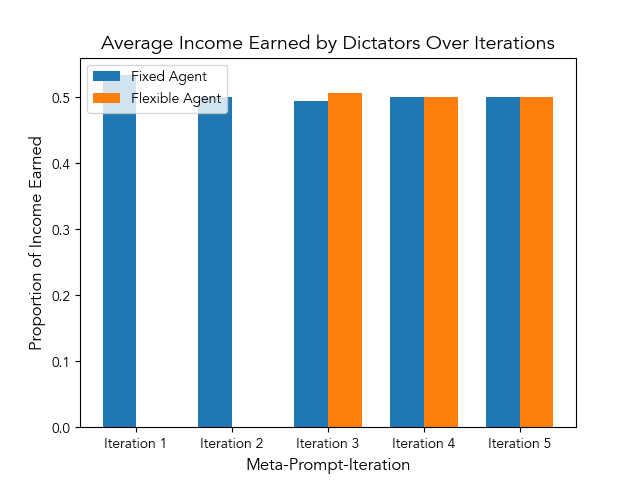 Average Income Earned by Dictators Over Iterations
Fixed Agent
Flexible Agent
Proportion of Income Earned
0.5
0.4
0.3
0.2
0.1
0.0
Iteration 1
Iteration 2
Iteration 3
Iteration 4
Iteration 5
Meta-Prompt-Iteration